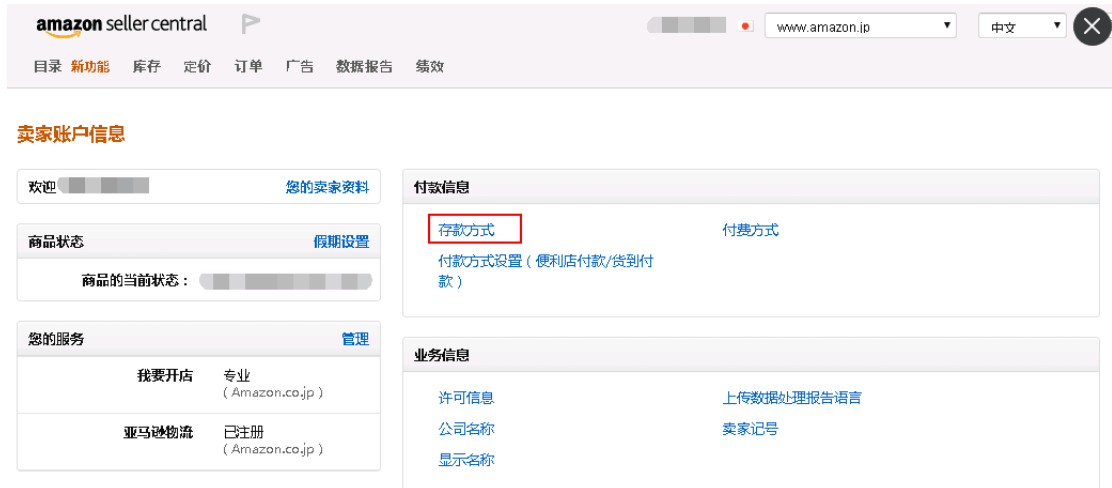 amazon seller central
www.amazon.jp
中文
目录 新功能 库存 定价 订单 广告 数据报告 绩效
卖家账户信息
欢迎
您的卖家资料
商品状态
假期设置
商品的当前状态：
您的服务
管理
我要开店
专业
( Amazon.co.jp )
亚马逊物流
已注册
( Amazon.co.jp )
付款信息
存款方式
付费方式
付款方式设置 ( 便利店付款/货到付
款 )
业务信息
许可信息
上传数据处理报告语言
公司名称
卖家记号
显示名称